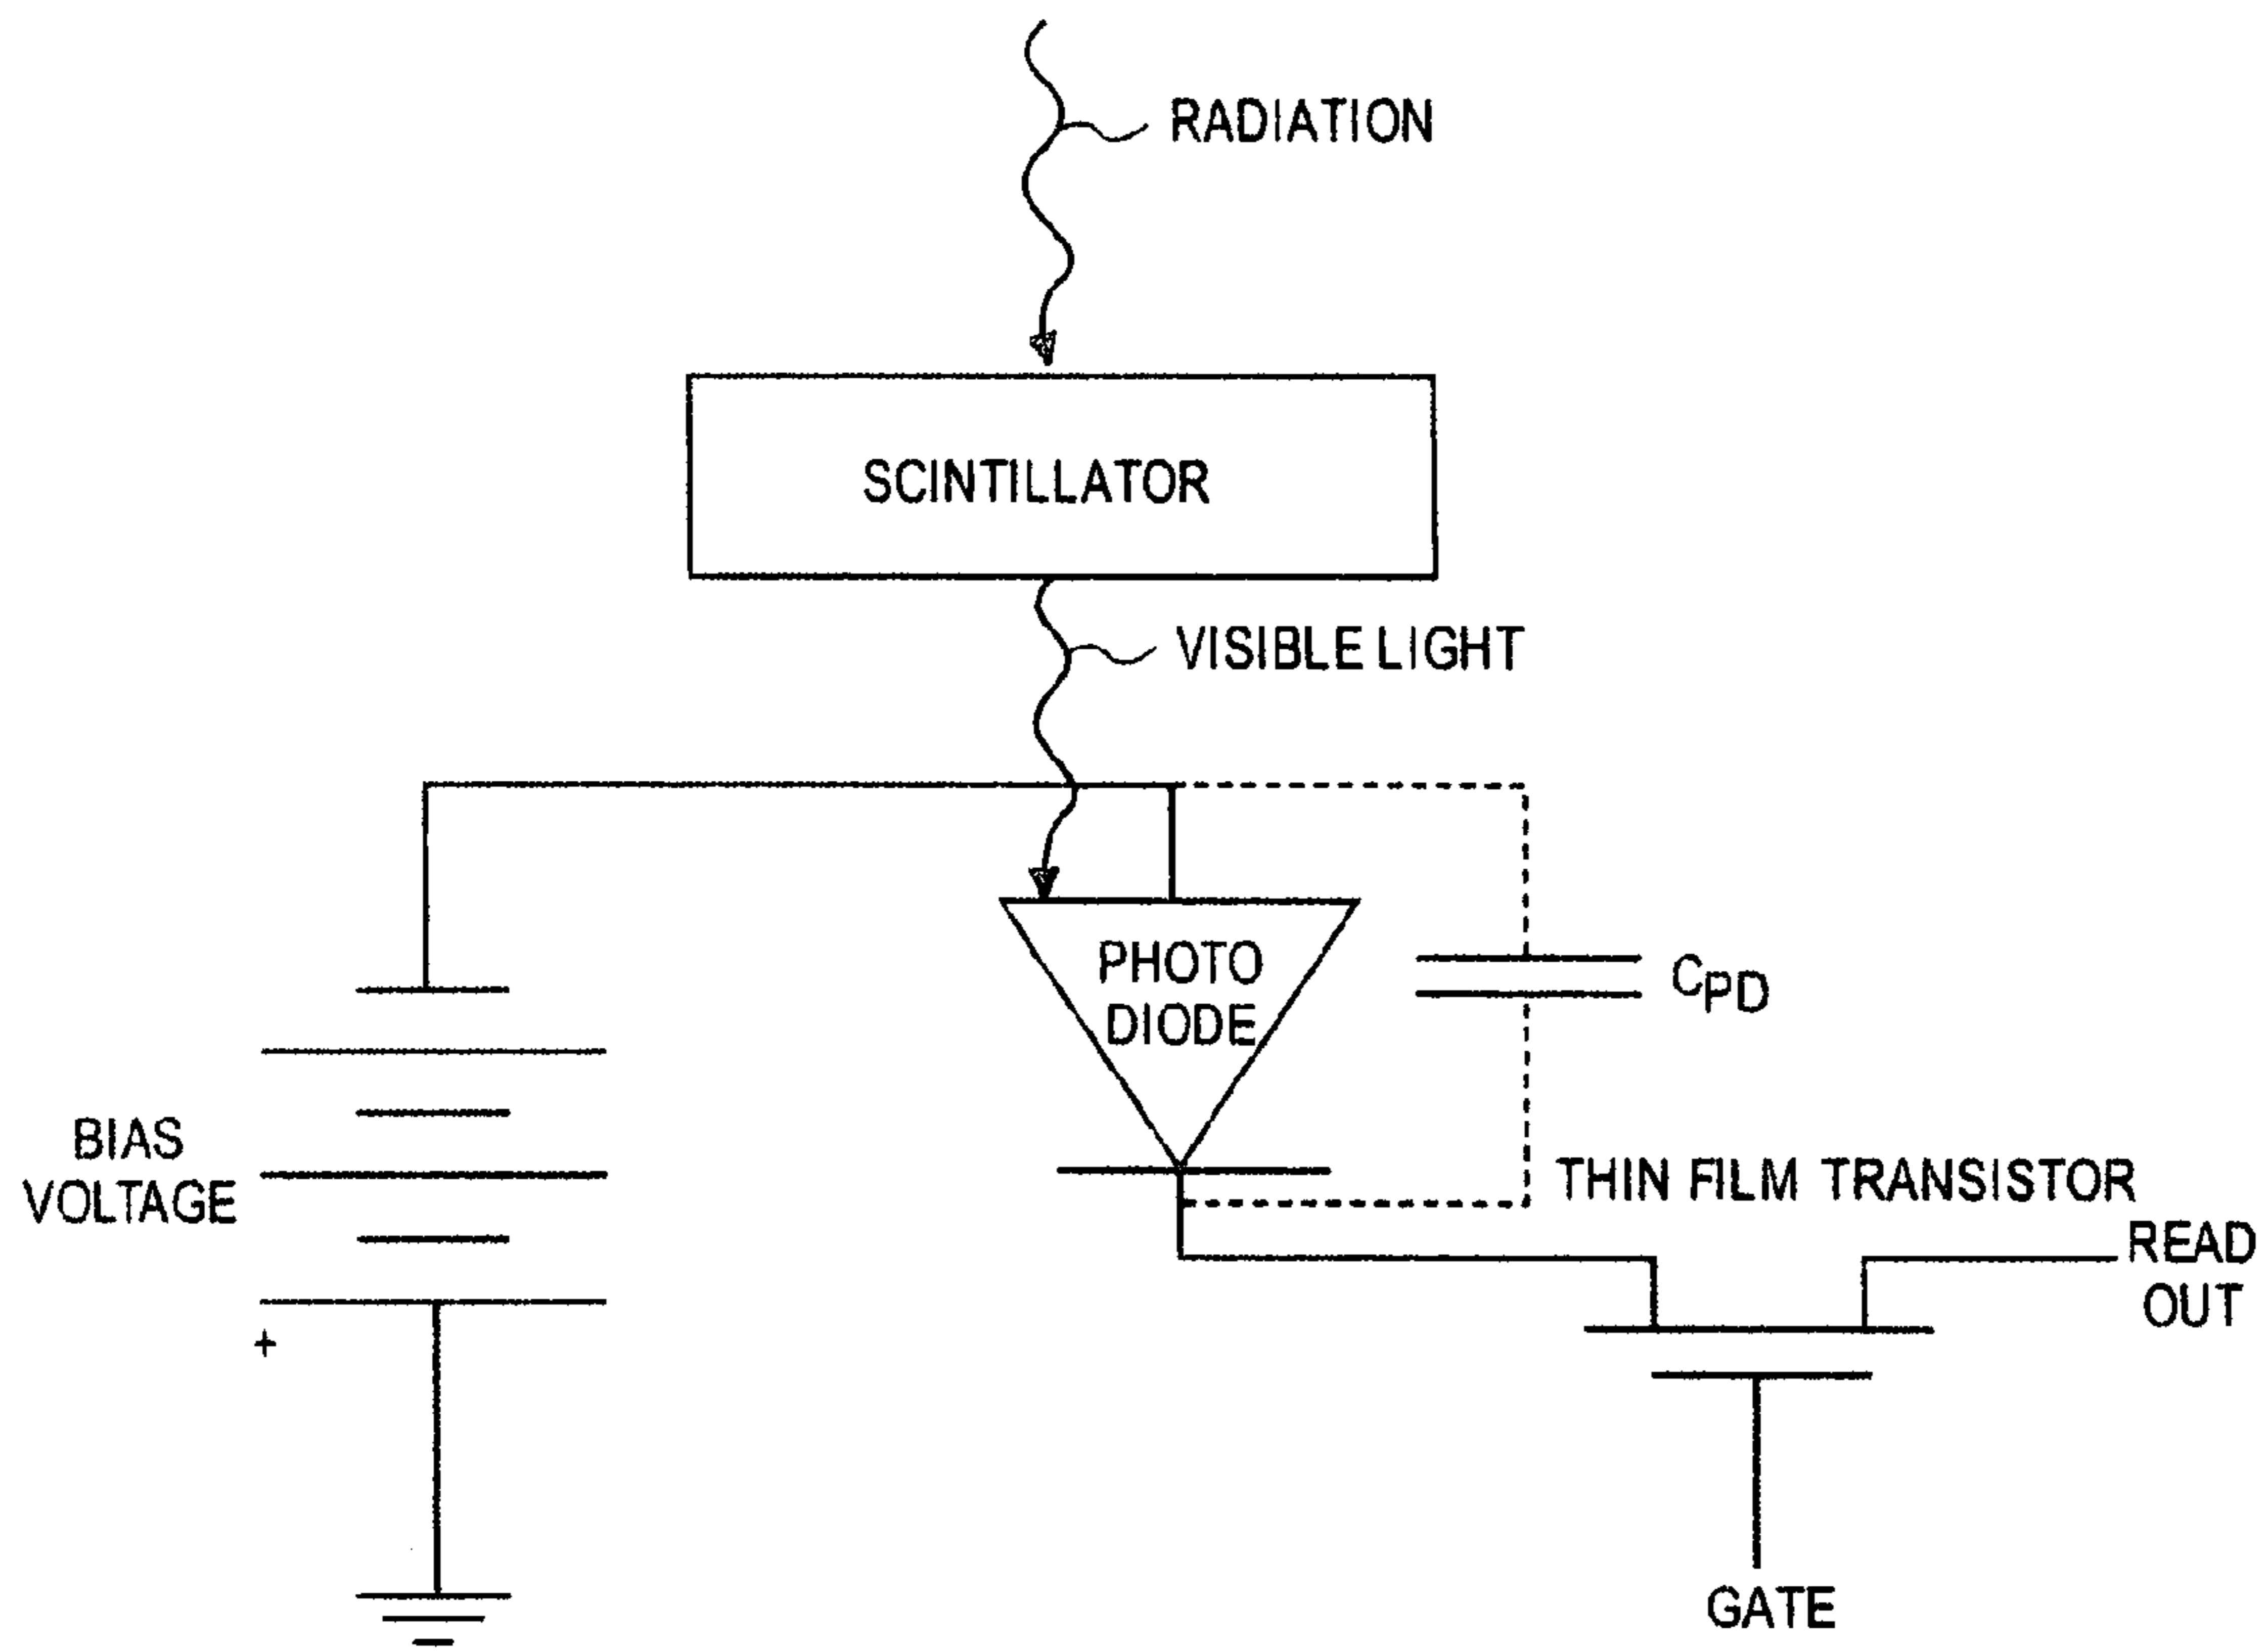 RADIATION
SCINTILLATOR
VISIBLE LIGHT
PHOTO
DIODE
CPD
BIAS
VOLTAGE
+
THIN FILM TRANSISTOR
READ
OUT
GATE